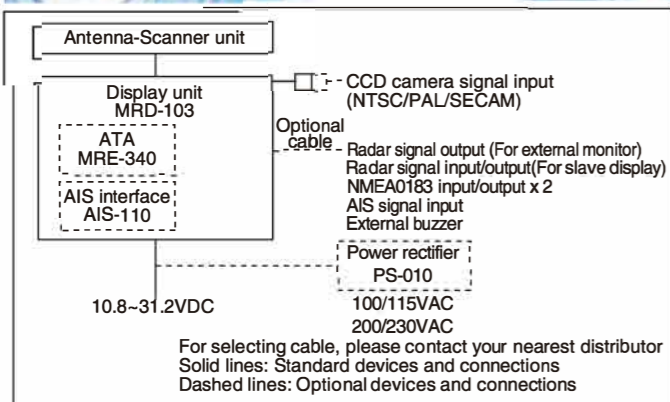 Antenna-Scanner unit
Display unit
MRD-103
ATA
MRE-340
AIS interface
AIS-110
CCD camera signal input
(NTSC/PAL/SECAM)
Optional
cable
Radar signal output (For external monitor)
Radar signal input/output(For slave display)
NMEA0183 input/output x 2
AIS signal input
External buzzer
Power rectifier
PS-010
10.8~31.2VDC
100/115VAC
200/230VAC
For selecting cable, please contact your nearest distributor
Solid lines: Standard devices and connections
Dashed lines: Optional devices and connections